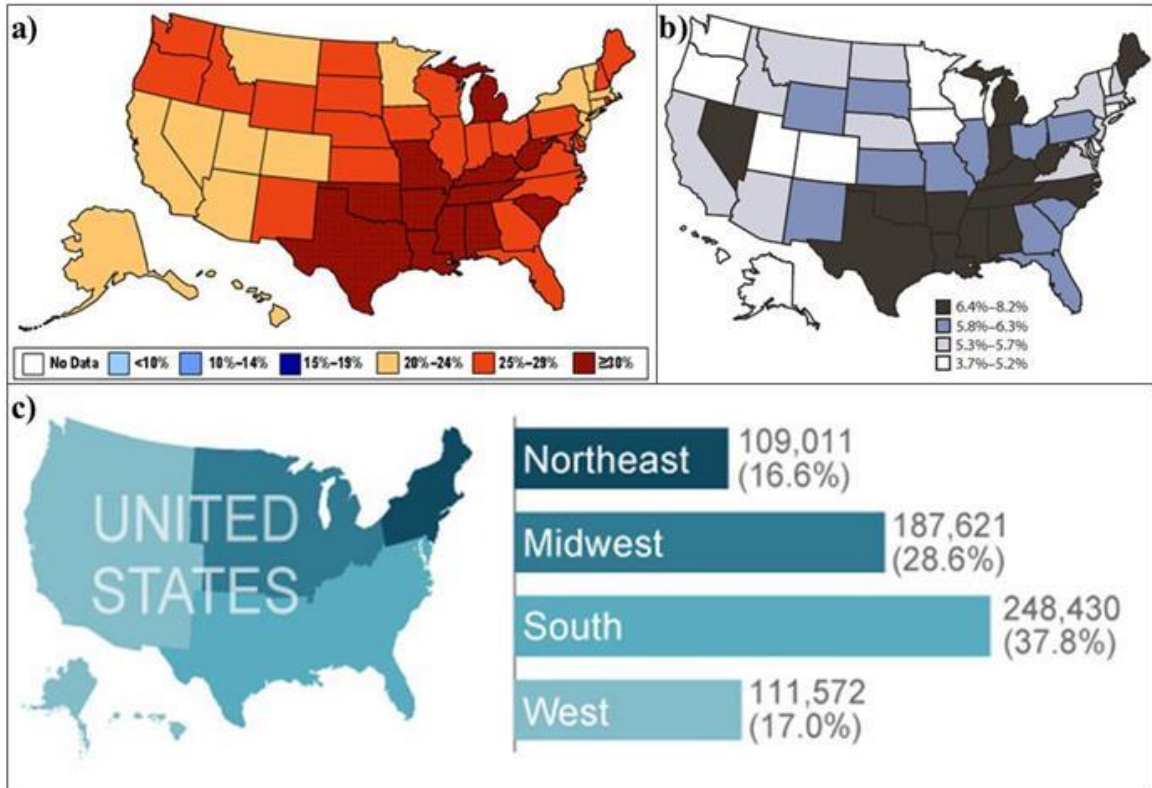 a)
No Data <10% 10%–14% 15%–19% 20%–24% 25%–29% ≥30%
b)
6.4%–8.2%
5.8%–6.3%
5.3%–5.7%
3.7%–5.2%
c)
UNITED
STATES
Northeast 109,011
(16.6%)
Midwest 187,621
(28.6%)
South 248,430
(37.8%)
West 111,572
(17.0%)